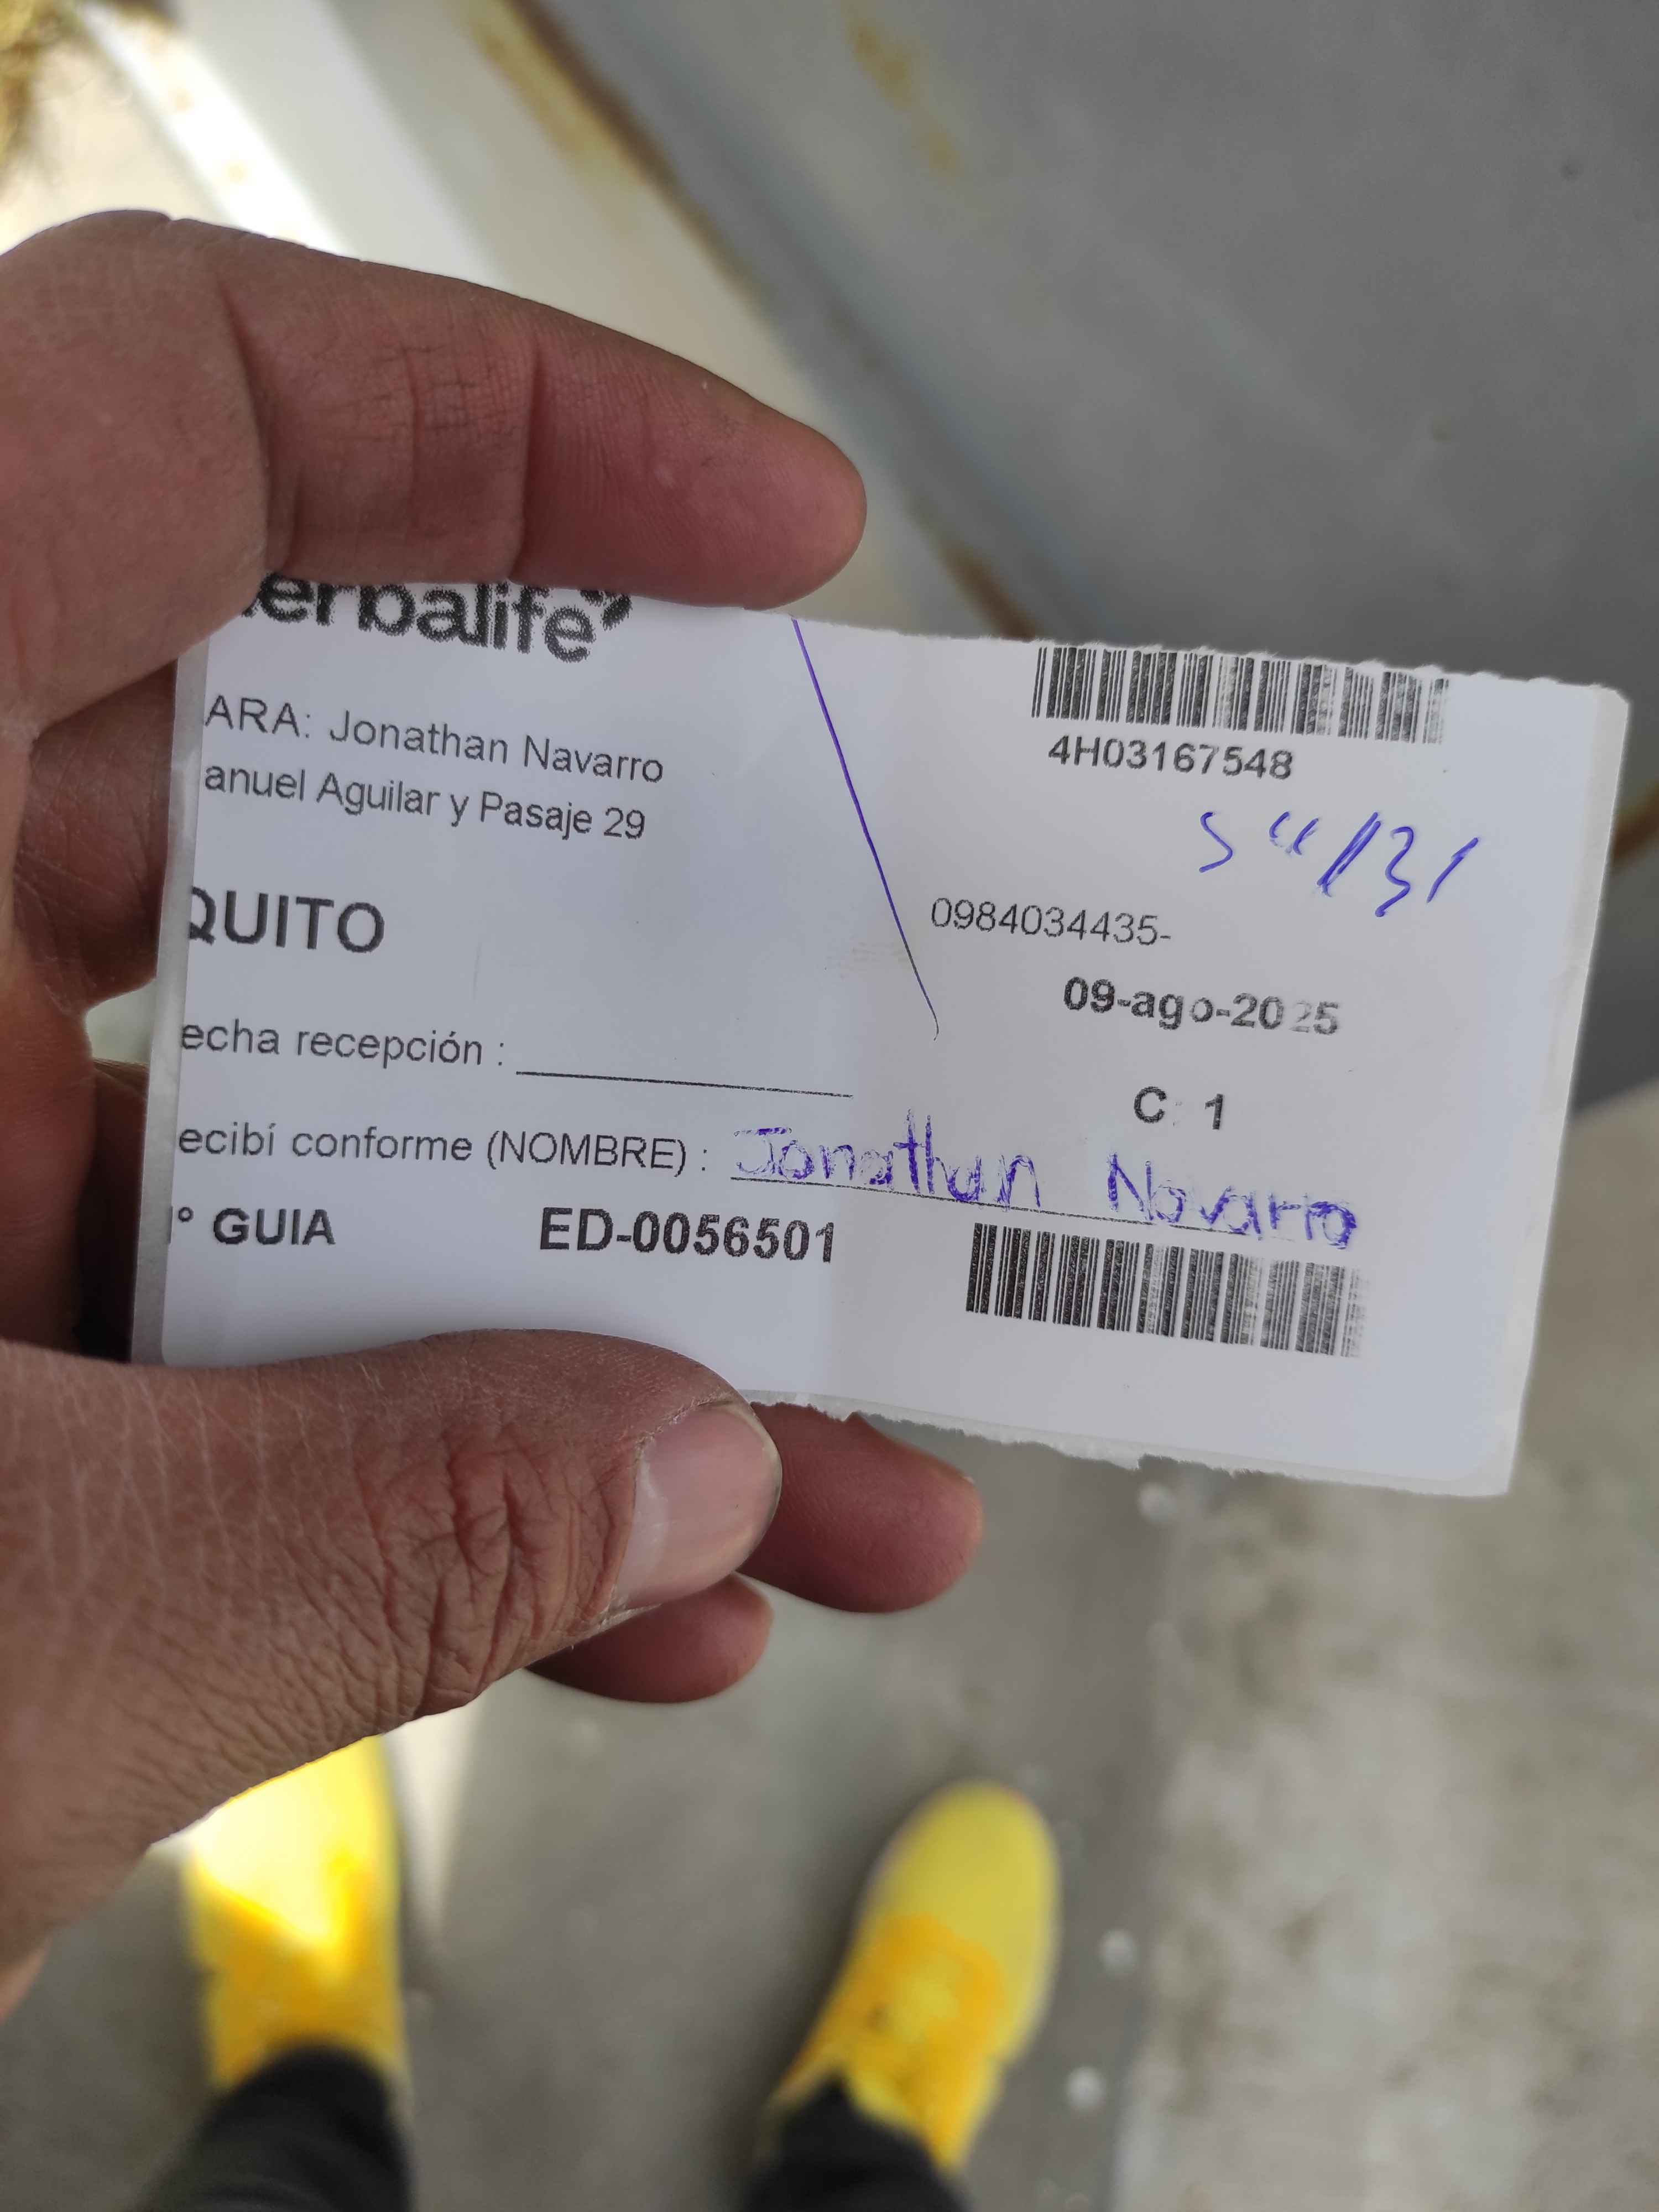 erbalife
4H03167548
ARA: Jonathan Navarro
anuel Aguilar y Pasaje 29
0984034435-
QUITO
09-ago-2025
echa recepción :
C 1
ecibí conforme (NOMBRE) : Jonathan Navarro
° GUIA ED-0056501